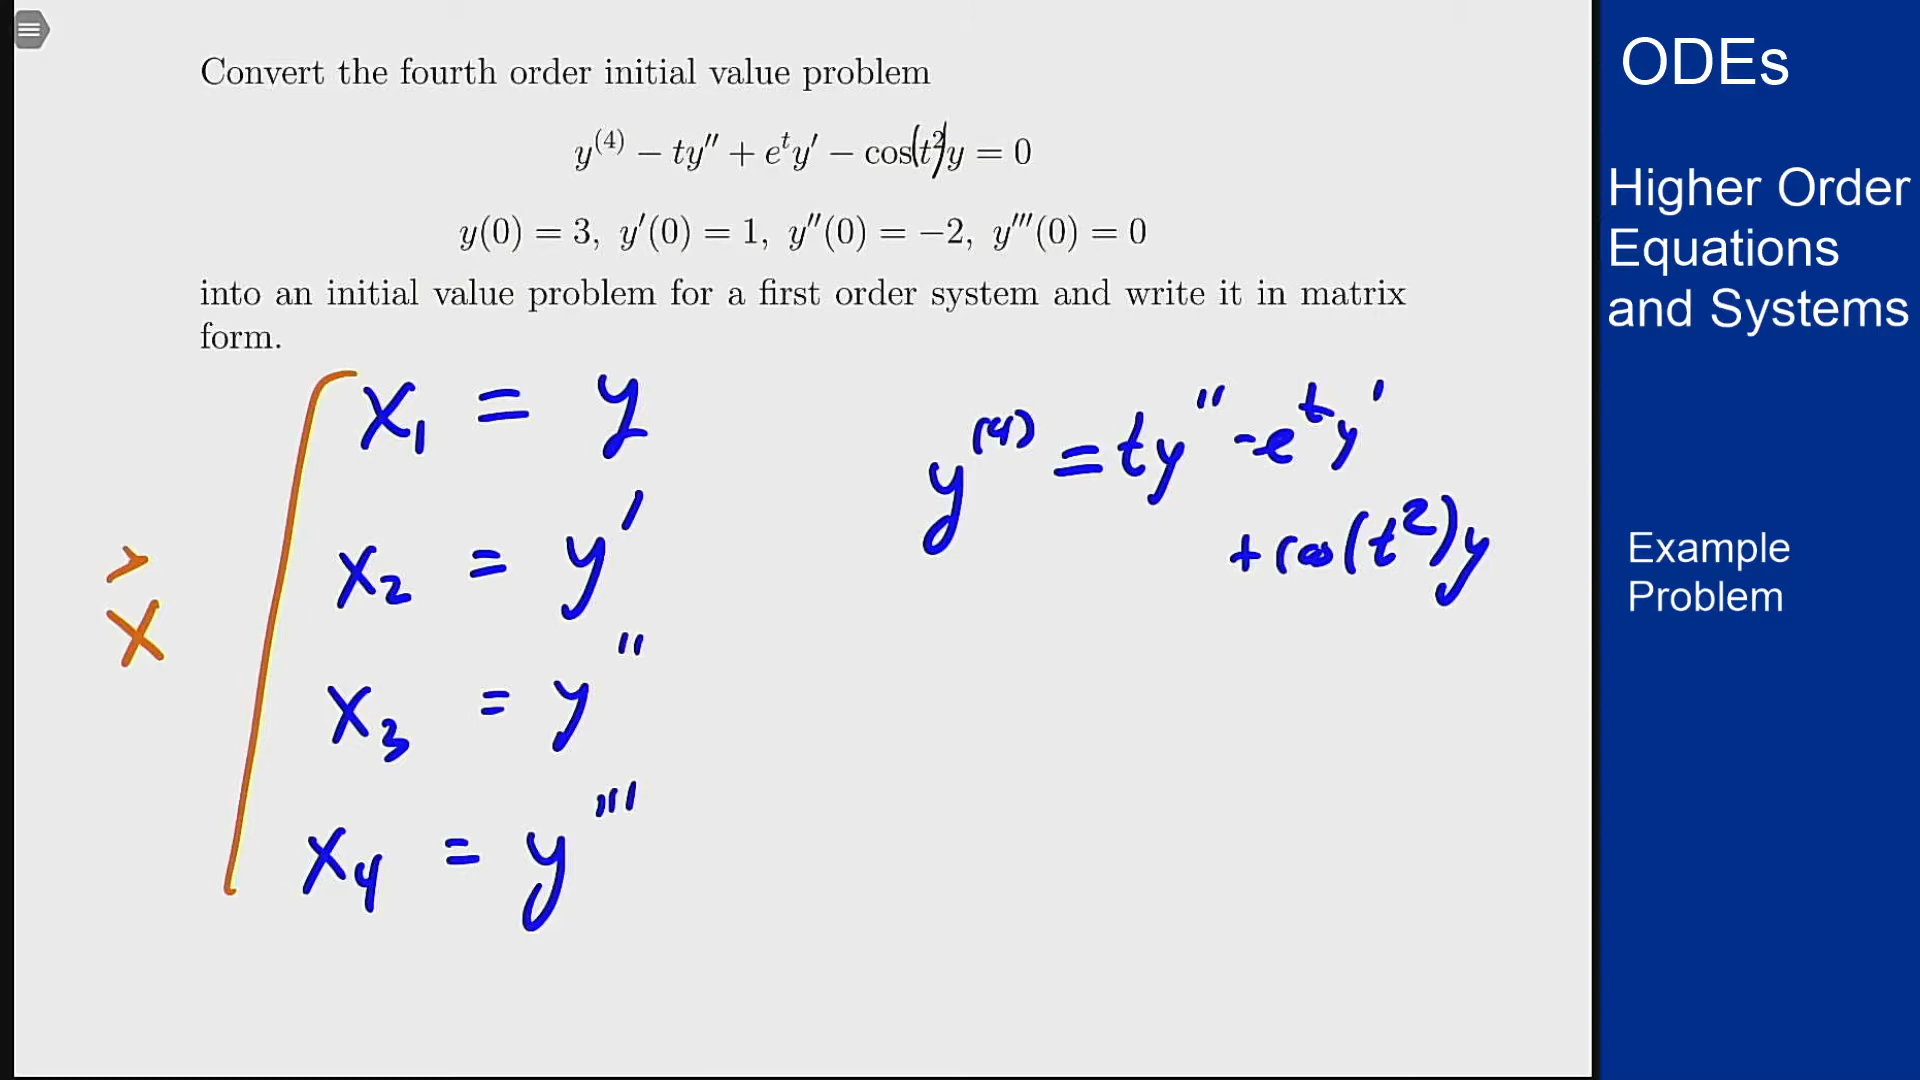 Convert the fourth order initial value problem
y⁽⁴⁾ − ty″ + eᵗy′ − cos(t²)y = 0
y(0) = 3, y′(0) = 1, y″(0) = −2, y‴(0) = 0
into an initial value problem for a first order system and write it in matrix
form.
x⃗
x₁ = y
x₂ = y′
x₃ = y″
x₄ = y‴
y⁽⁴⁾ = ty″ - eᵗy′
+ cos(t²)y
ODEs
Higher Order
Equations
and Systems
Example
Problem